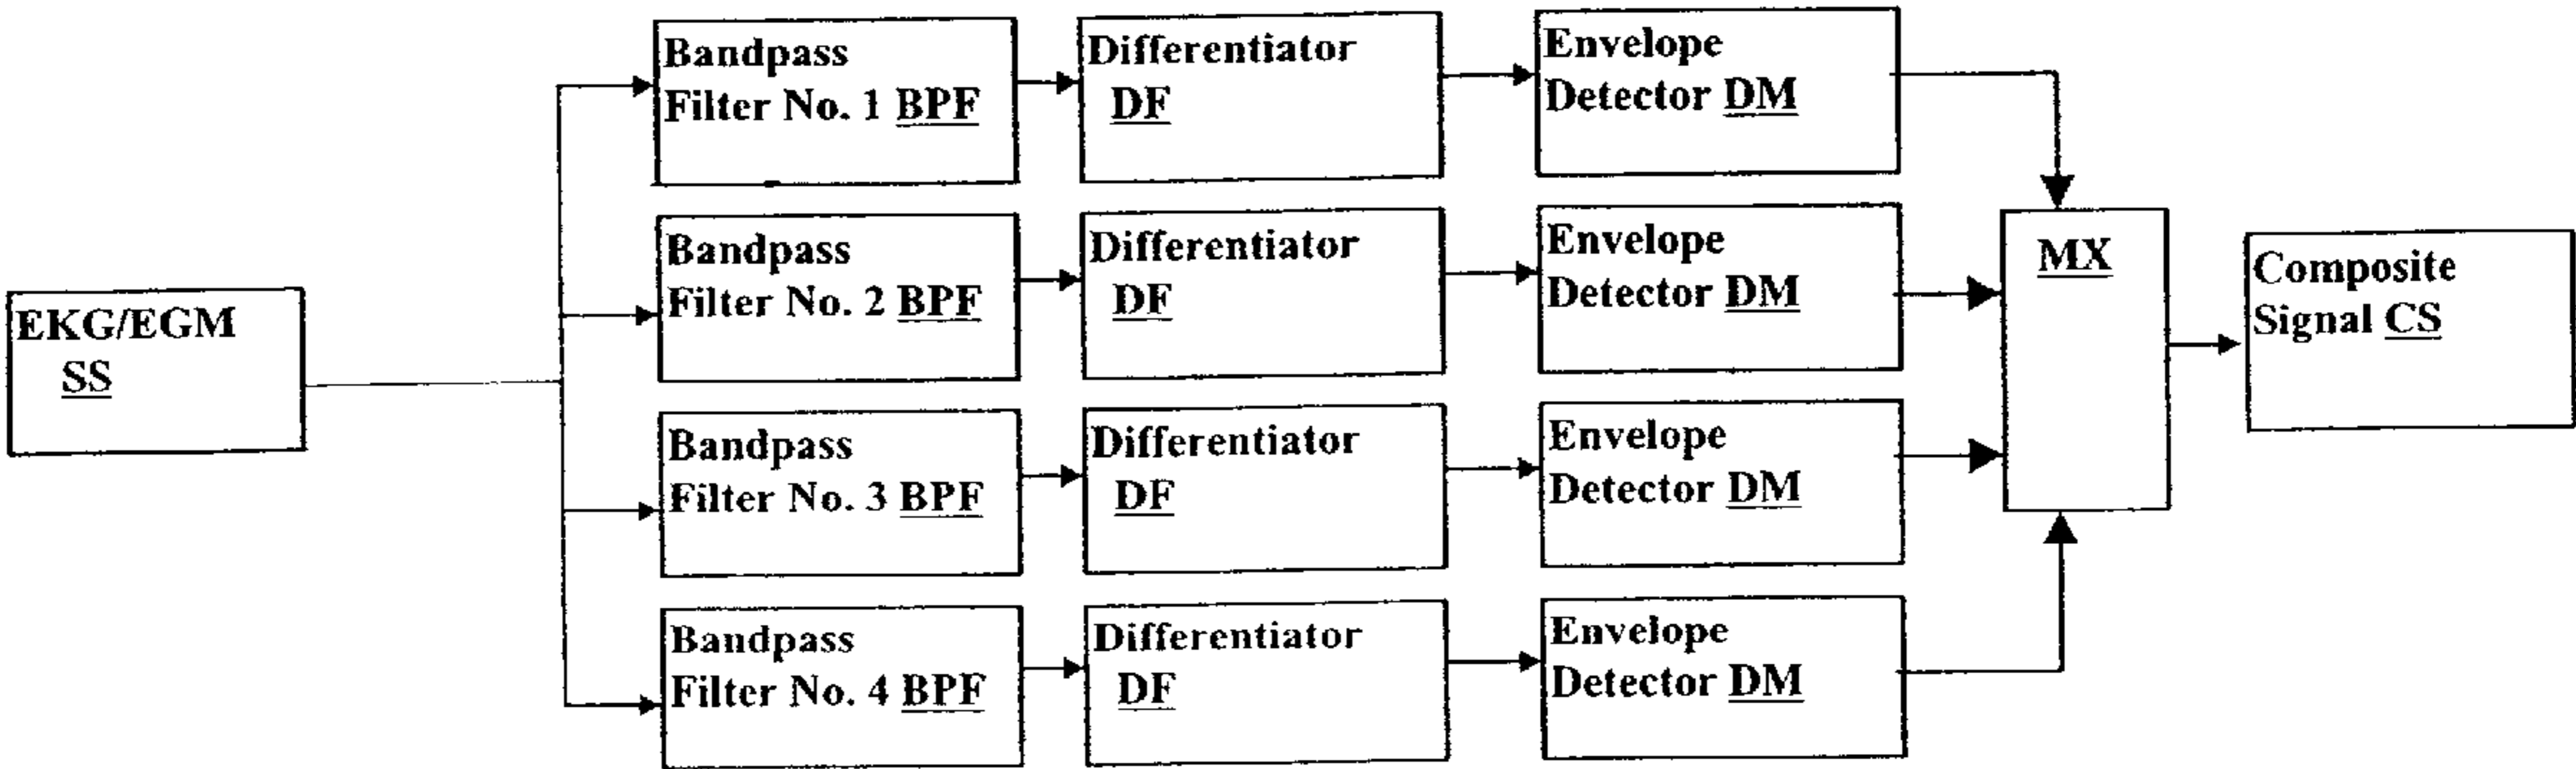 EKG/EGM
SS
Bandpass
Filter No. 1 BPF
Differentiator
DF
Envelope
Detector DM
Bandpass
Filter No. 2 BPF
Differentiator
DF
Envelope
Detector DM
Bandpass
Filter No. 3 BPF
Differentiator
DF
Envelope
Detector DM
Bandpass
Filter No. 4 BPF
Differentiator
DF
Envelope
Detector DM
MX
Composite
Signal CS